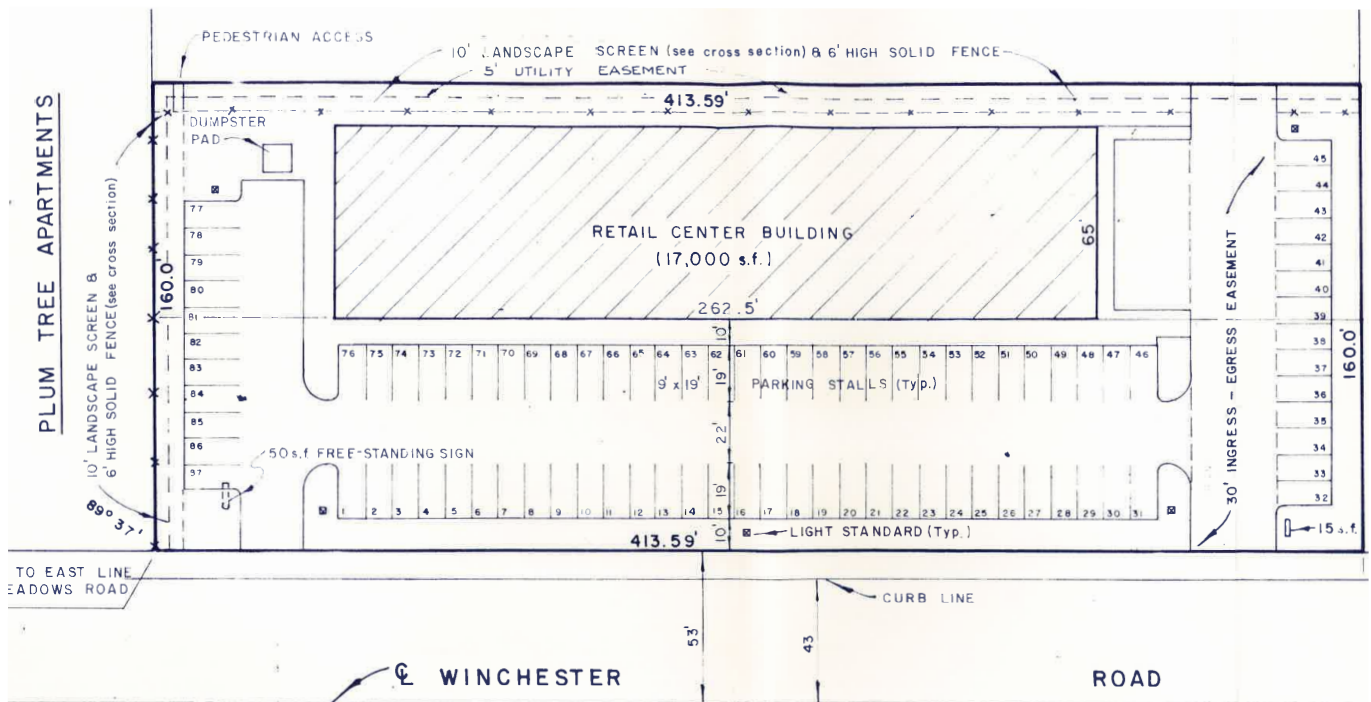 PEDESTRIAN ACCESS
10' LANDSCAPE SCREEN (see cross section) & 6' HIGH SOLID FENCE
5' UTILITY EASEMENT
413.59'
PLUM TREE APARTMENTS
10' LANDSCAPE SCREEN &
6' HIGH SOLID FENCE (see cross section)
160.0'
89° 37'
DUMPSTER
PAD
77
78
79
80
81
82
83
84
85
86
87
50 s.f. FREE-STANDING SIGN
RETAIL CENTER BUILDING
(17,000 s.f.)
65'
262.5'
10'
76 75 74 73 72 71 70 69 68 67 66 65 64 63 62 61 60 59 58 57 56 55 54 53 52 51 50 49 48 47 46
19'
9' x 19' PARKING STALLS (Typ.)
22'
19'
1 2 3 4 5 6 7 8 9 10 11 12 13 14 15 16 17 18 19 20 21 22 23 24 25 26 27 28 29 30 31
10'
413.59'
LIGHT STANDARD (Typ.)
30' INGRESS - EGRESS EASEMENT
45
44
43
42
41
40
39
38
37
36
35
34
33
32
160.0'
15 s.f.
TO EAST LINE
EADOWS ROAD
CURB LINE
53'
43
℄ WINCHESTER ROAD